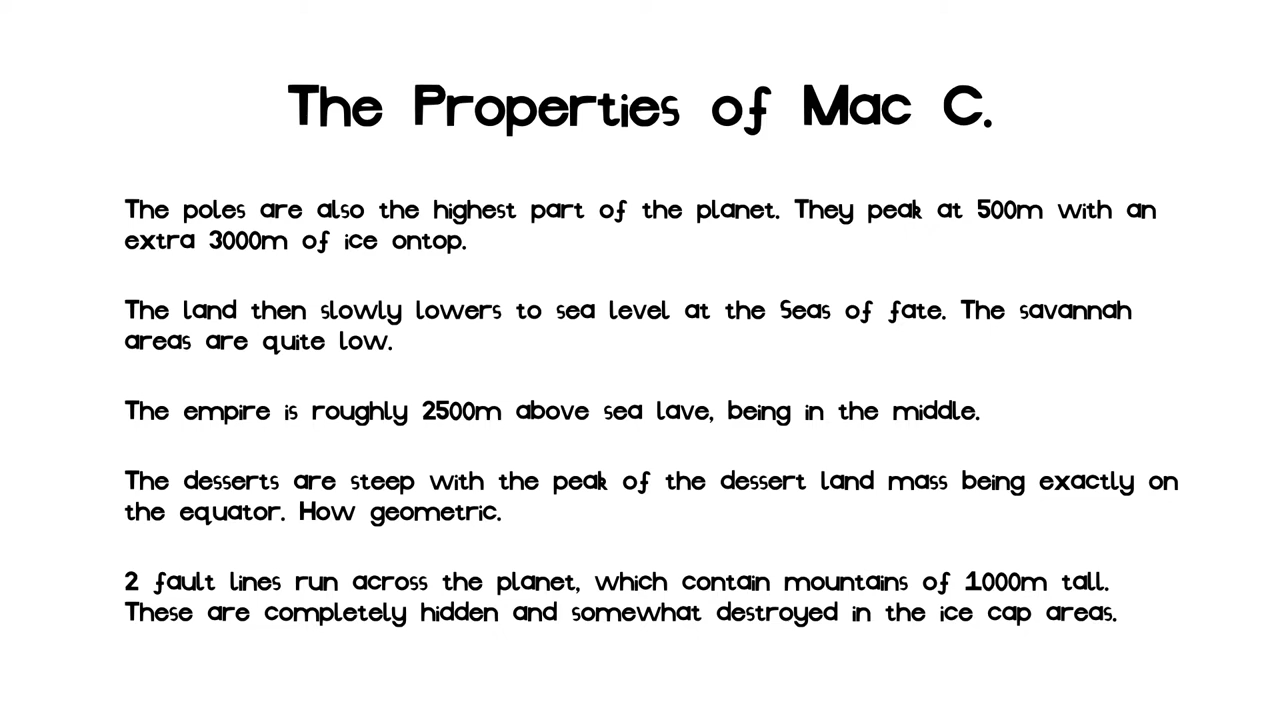 The Properties of Mac C.
The poles are also the highest part of the planet. They peak at 500m with an
extra 3000m of ice ontop.
The land then slowly lowers to sea level at the Seas of fate. The savannah
areas are quite low.
The empire is roughly 2500m above sea lave, being in the middle.
The desserts are steep with the peak of the dessert land mass being exactly on
the equator. How geometric.
2 fault lines run across the planet, which contain mountains of 1000m tall.
These are completely hidden and somewhat destroyed in the ice cap areas.